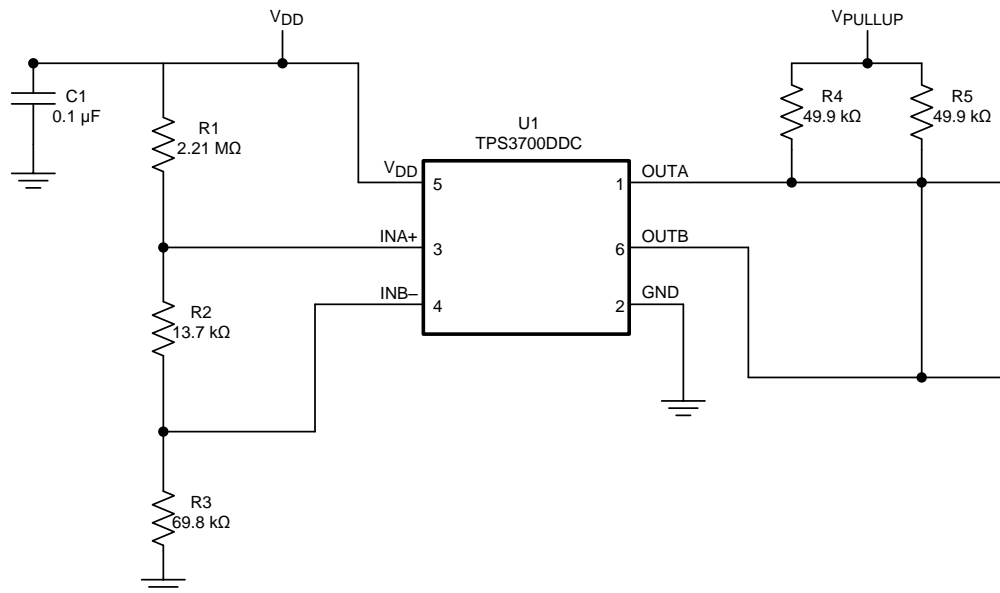 VDD
VPULLUP
C1
0.1 µF
R1
2.21 MΩ
R4
49.9 kΩ
R5
49.9 kΩ
U1
TPS3700DDC
VDD
5
1
OUTA
INA+
3
6
OUTB
INB–
4
2
GND
R2
13.7 kΩ
R3
69.8 kΩ